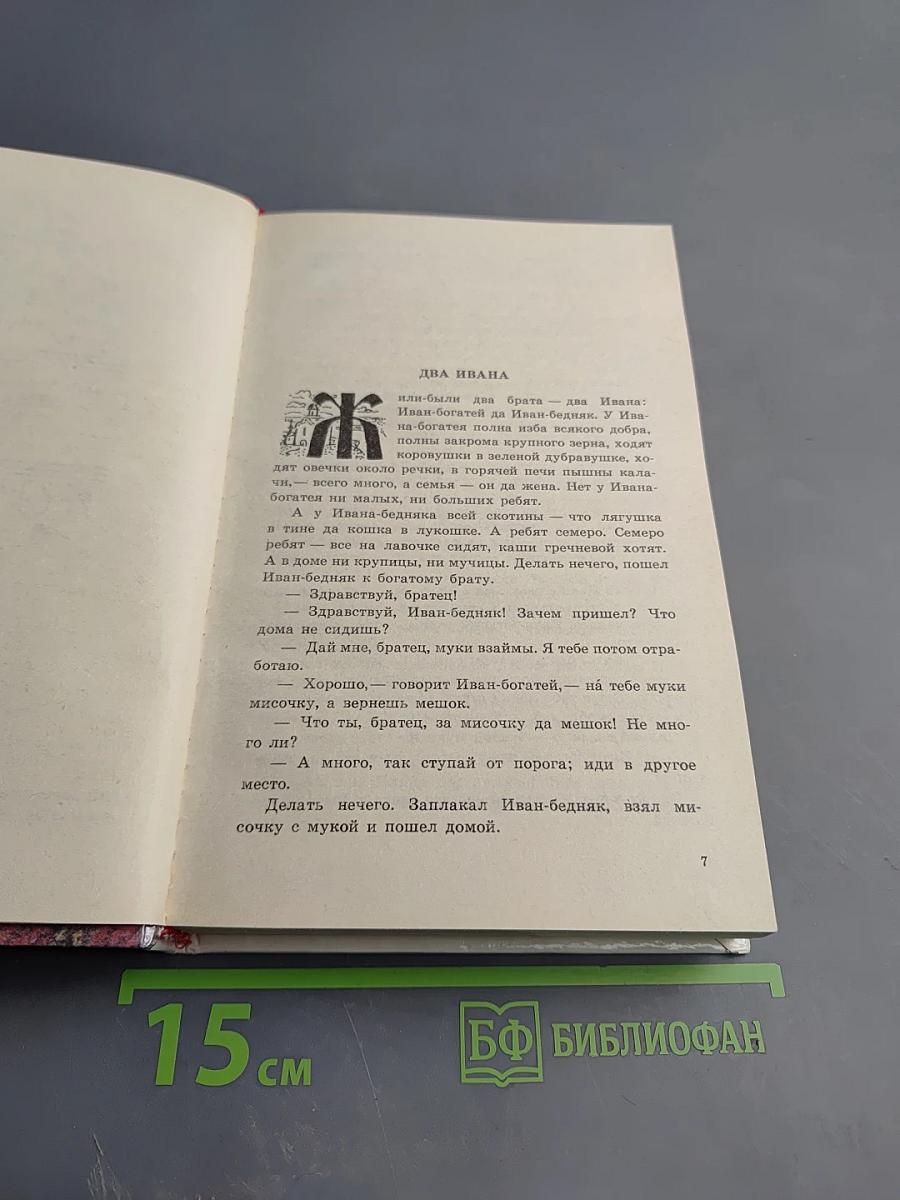 ДВА ИВАНА
Жили-были два брата — два Ивана:
Иван-богатей да Иван-бедняк. У Ива-
на-богатея полна изба всякого добра,
полны закрома крупного зерна, ходят
коровушки в зеленой дубравушке, хо-
дят овечки около речки, в горячей печи пышны кала-
чи,— всего много, а семья — он да жена. Нет у Ивана-
богатея ни малых, ни больших ребят.
А у Ивана-бедняка всей скотины — что лягушка
в тине да кошка в лукошке. А ребят семеро. Семеро
ребят — все на лавочке сидят, каши гречневой хотят.
А в доме ни крупицы, ни мучицы. Делать нечего, пошел
Иван-бедняк к богатому брату.
— Здравствуй, братец!
— Здравствуй, Иван-бедняк! Зачем пришел? Что
дома не сидишь?
— Дай мне, братец, муки взаймы. Я тебе потом отра-
ботаю.
— Хорошо,— говорит Иван-богатей,— на́ тебе муки
мисочку, а вернешь мешок.
— Что ты, братец, за мисочку да мешок! Не мно-
го ли?
— А много, так ступай от порога; иди в другое
место.
Делать нечего. Заплакал Иван-бедняк, взял ми-
сочку с мукой и пошел домой.
7
15 см
БФ БИБЛИОФАН